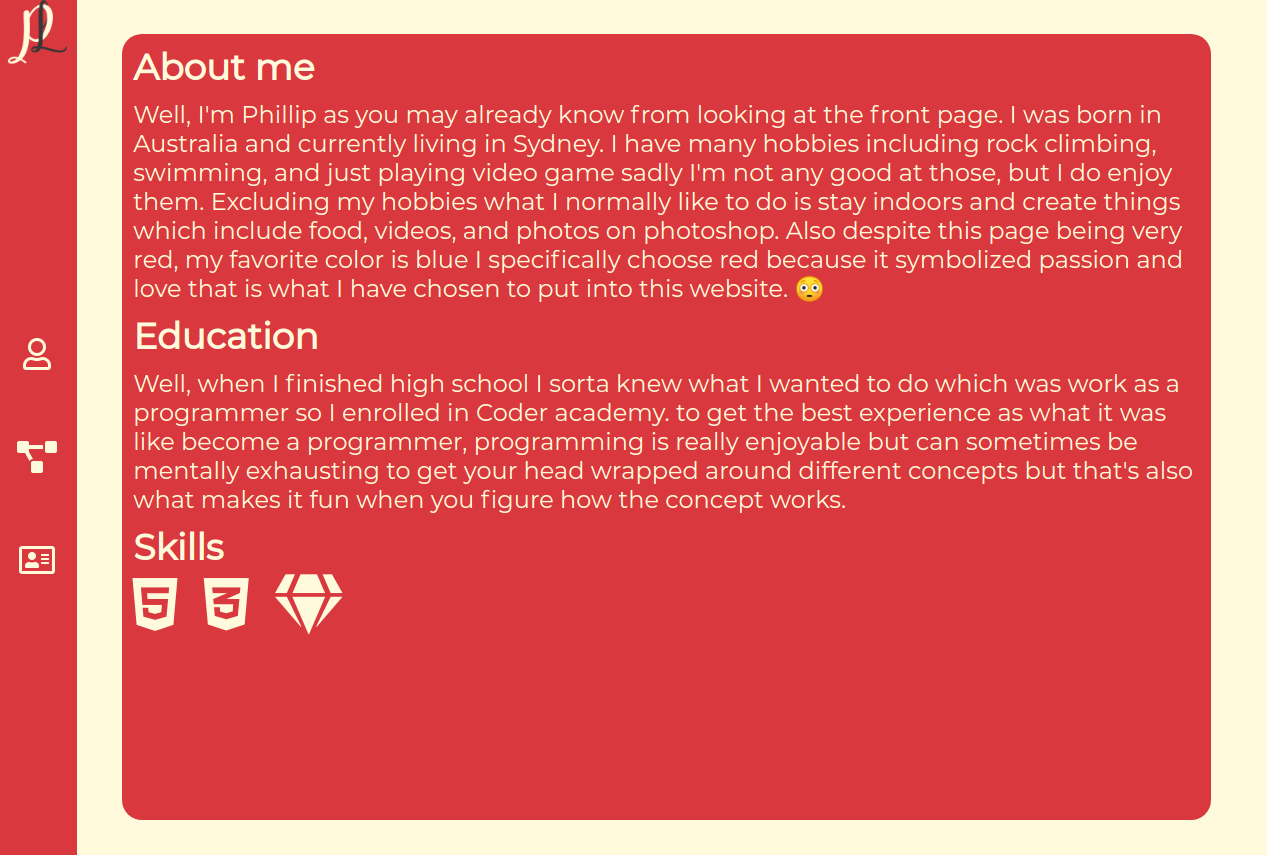 PL
About me
Well, I'm Phillip as you may already know from looking at the front page. I was born in
Australia and currently living in Sydney. I have many hobbies including rock climbing,
swimming, and just playing video game sadly I'm not any good at those, but I do enjoy
them. Excluding my hobbies what I normally like to do is stay indoors and create things
which include food, videos, and photos on photoshop. Also despite this page being very
red, my favorite color is blue I specifically choose red because it symbolized passion and
love that is what I have chosen to put into this website. 😳
Education
Well, when I finished high school I sorta knew what I wanted to do which was work as a
programmer so I enrolled in Coder academy. to get the best experience as what it was
like become a programmer, programming is really enjoyable but can sometimes be
mentally exhausting to get your head wrapped around different concepts but that's also
what makes it fun when you figure how the concept works.
Skills
5 3